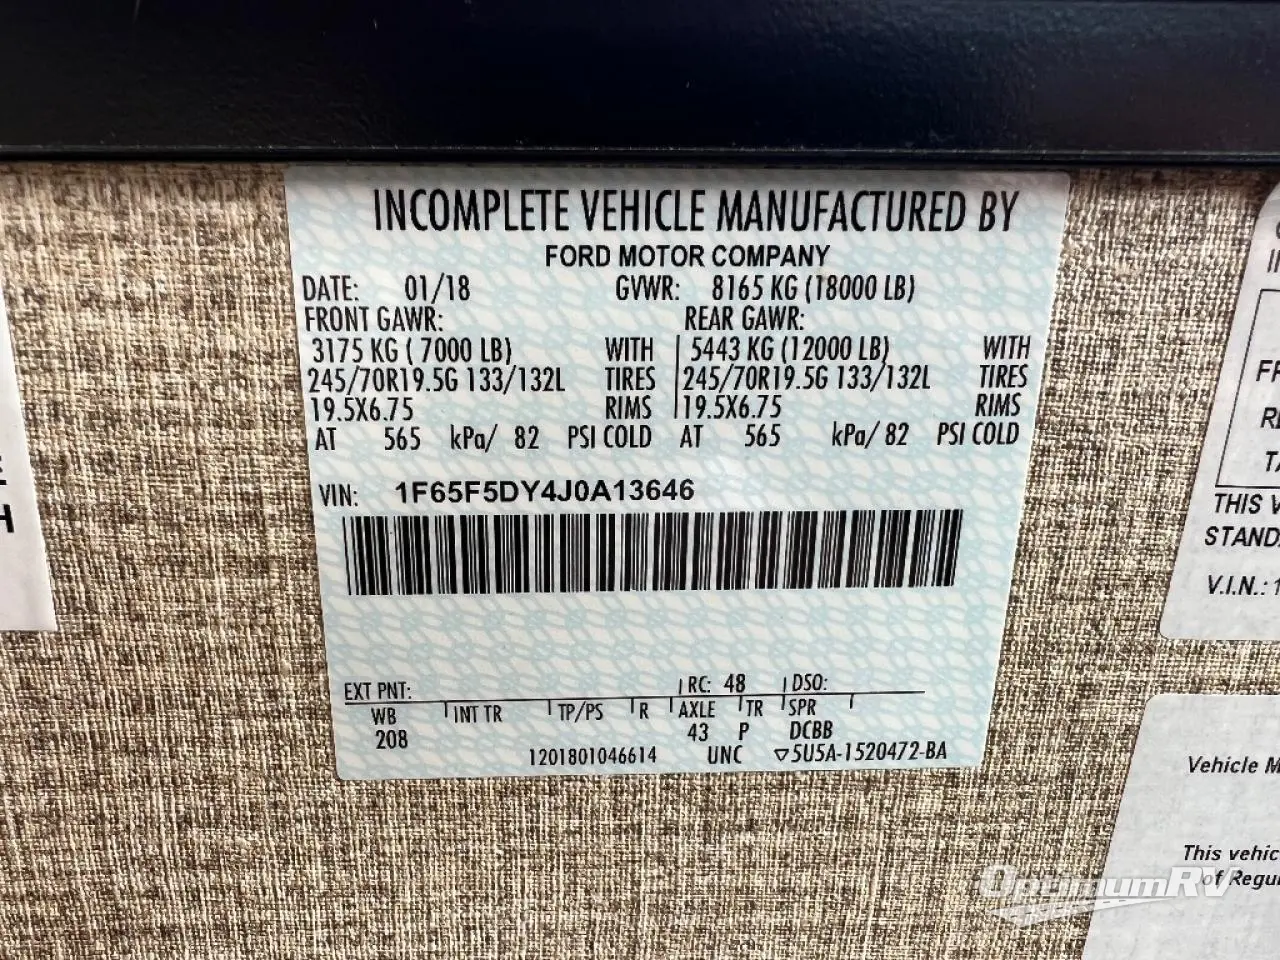 INCOMPLETE VEHICLE MANUFACTURED BY
FORD MOTOR COMPANY
DATE: 01/18 GVWR: 8165 KG (18000 LB)
FRONT GAWR: REAR GAWR:
3175 KG ( 7000 LB) WITH 5443 KG (12000 LB) WITH
245/70R19.5G 133/132L TIRES 245/70R19.5G 133/132L TIRES
19.5X6.75 RIMS 19.5X6.75 RIMS
AT 565 kPa/ 82 PSI COLD AT 565 kPa/ 82 PSI COLD
VIN: 1F65F5DY4J0A13646
EXT PNT: RC: 48 DSO:
WB INT TR TP/PS R AXLE TR SPR
208 43 P DCBB
1201801046614 UNC ▽5U5A-1520472-BA
H
THIS V
STAND
V.I.N.: 1
Vehicle M
This vehic
of Regu
OptimumRV